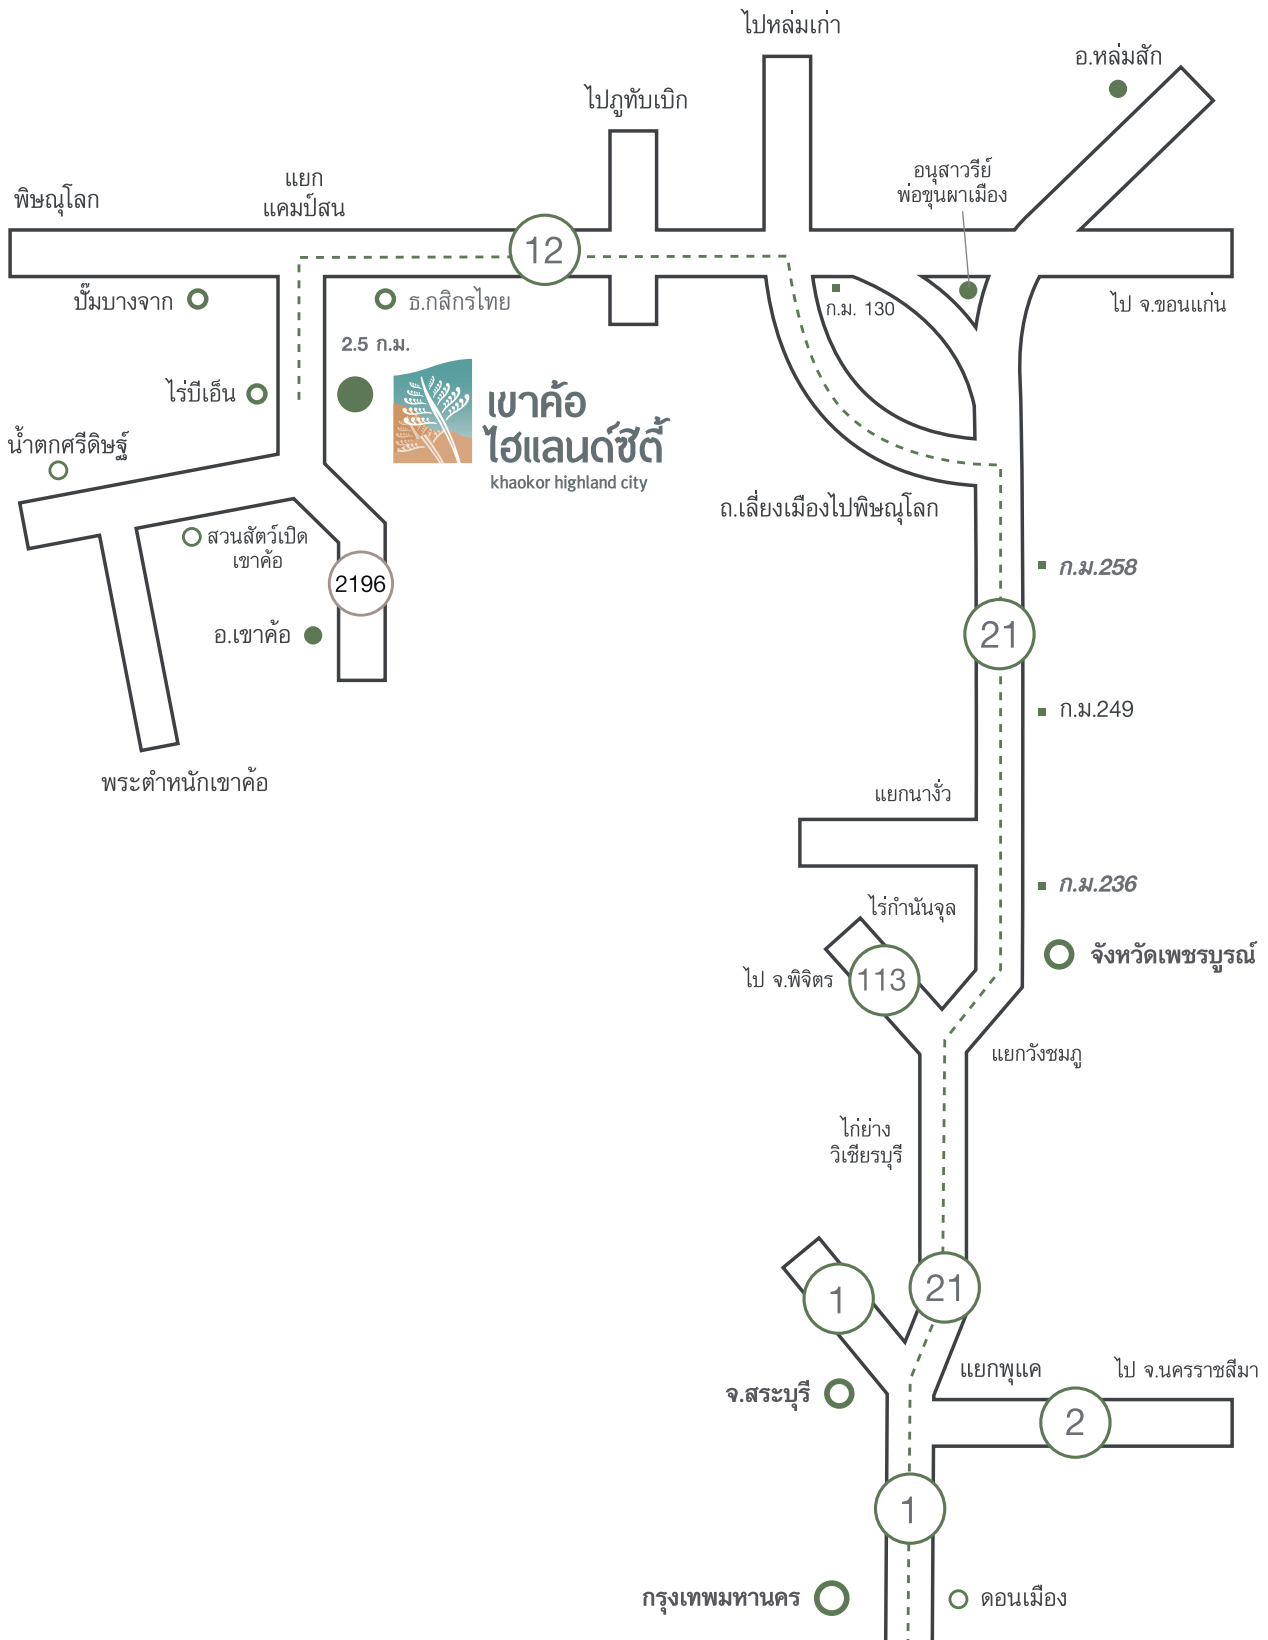 ไปหล่มเก่า
อ.หล่มสัก
ไปภูทับเบิก
อนุสาวรีย์
พ่อขุนผาเมือง
แยก
แคมป์สน
พิษณุโลก
12
ปั๊มบางจาก
ธ.กสิกรไทย
ก.ม. 130
ไป จ.ขอนแก่น
2.5 ก.ม.
ไร่บีเอ็น
เขาค้อ
ไฮแลนด์ซีตี้
khaokor highland city
น้ำตกศรีดิษฐ์
ถ.เลี่ยงเมืองไปพิษณุโลก
สวนสัตว์เปิด
เขาค้อ
ก.ม.258
2196
อ.เขาค้อ
21
ก.ม.249
พระตำหนักเขาค้อ
แยกนางั่ว
ก.ม.236
ไร่กำนันจุล
จังหวัดเพชรบูรณ์
ไป จ.พิจิตร
113
แยกวังชมภู
ไก่ย่าง
วิเชียรบุรี
21
1
แยกพุแค
ไป จ.นครราชสีมา
จ.สระบุรี
2
1
กรุงเทพมหานคร
ดอนเมือง